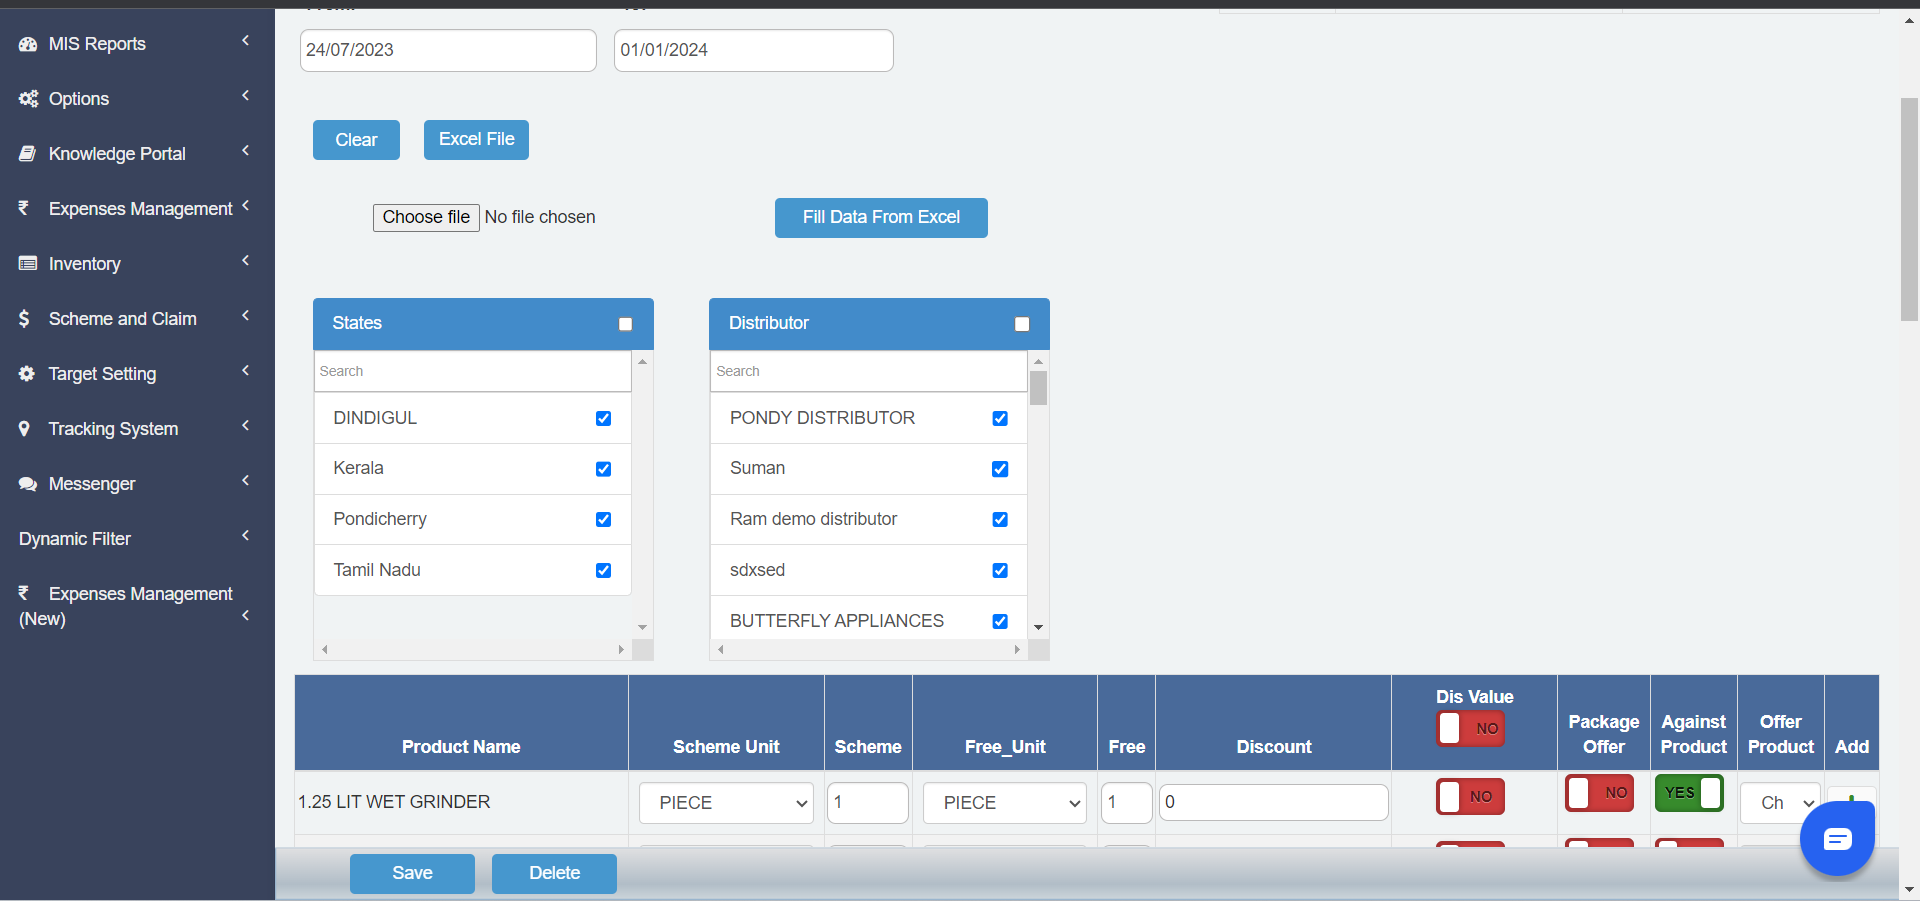 MIS Reports
Options
Knowledge Portal
Expenses Management
Inventory
Scheme and Claim
Target Setting
Tracking System
Messenger
Dynamic Filter
Expenses Management
(New)
24/07/2023 01/01/2024
Clear Excel File
Choose file No file chosen Fill Data From Excel
States
Search
DINDIGUL
Kerala
Pondicherry
Tamil Nadu
Distributor
Search
PONDY DISTRIBUTOR
Suman
Ram demo distributor
sdxsed
BUTTERFLY APPLIANCES
Product Name Scheme Unit Scheme Free_Unit Free Discount Dis Value NO Package Offer Against Product Offer Product Add
1.25 LIT WET GRINDER PIECE 1 PIECE 1 0 NO NO YES Ch
Save Delete